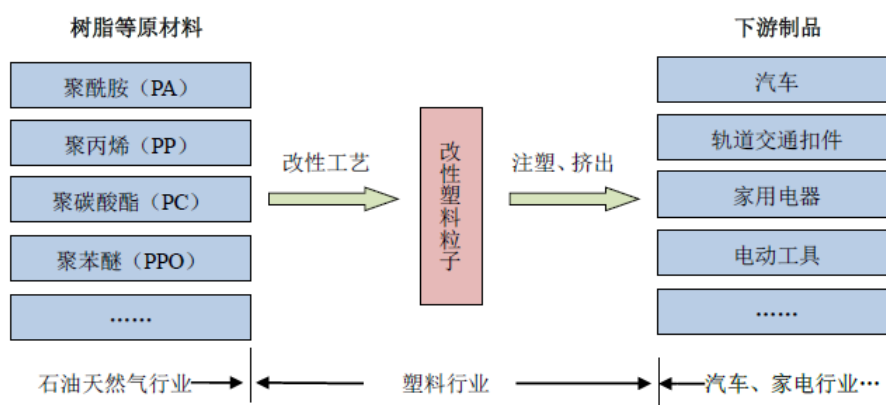 树脂等原材料
聚酰胺（PA）
聚丙烯（PP）
聚碳酸酯（PC）
聚苯醚（PPO）
……
改性工艺
改性塑料粒子
注塑、挤出
下游制品
汽车
轨道交通扣件
家用电器
电动工具
……
石油天然气行业
塑料行业
汽车、家电行业…